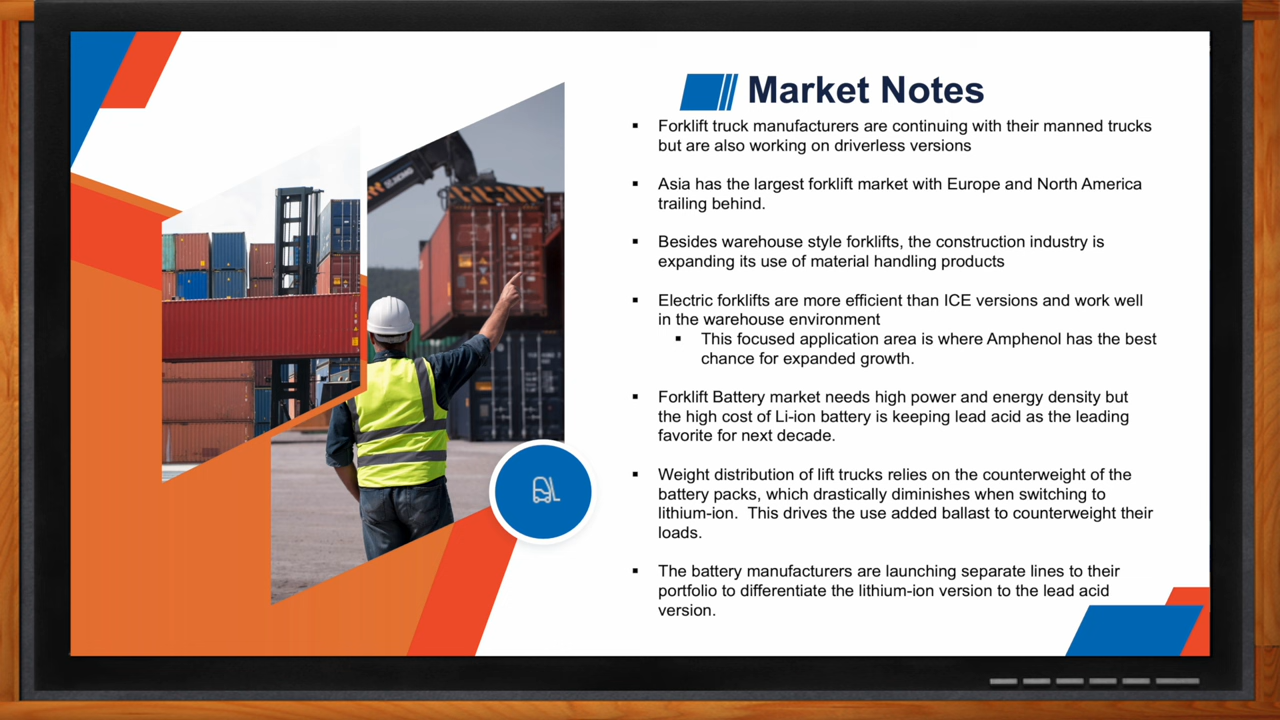 Market Notes
Forklift truck manufacturers are continuing with their manned trucks
but are also working on driverless versions
Asia has the largest forklift market with Europe and North America
trailing behind.
Besides warehouse style forklifts, the construction industry is
expanding its use of material handling products
Electric forklifts are more efficient than ICE versions and work well
in the warehouse environment
This focused application area is where Amphenol has the best
chance for expanded growth.
Forklift Battery market needs high power and energy density but
the high cost of Li-ion battery is keeping lead acid as the leading
favorite for next decade.
Weight distribution of lift trucks relies on the counterweight of the
battery packs, which drastically diminishes when switching to
lithium-ion.  This drives the use added ballast to counterweight their
loads.
The battery manufacturers are launching separate lines to their
portfolio to differentiate the lithium-ion version to the lead acid
version.